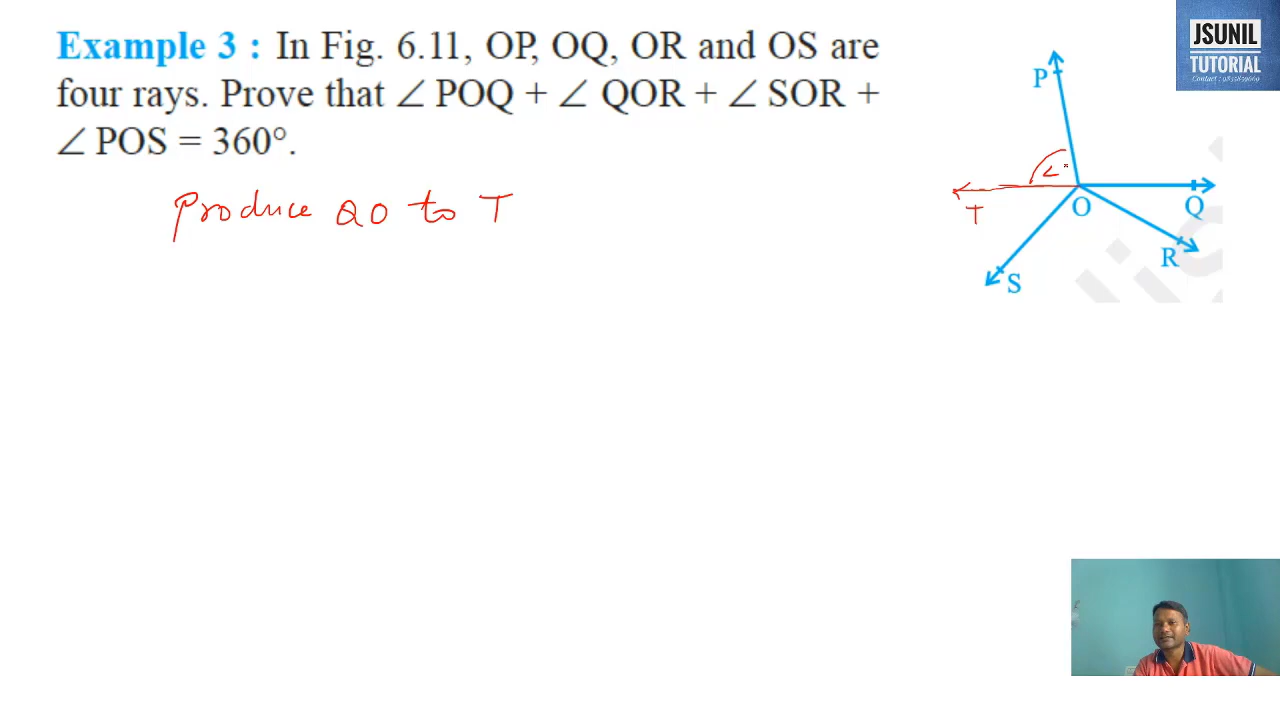 Example 3 : In Fig. 6.11, OP, OQ, OR and OS are
four rays. Prove that ∠ POQ + ∠ QOR + ∠ SOR +
∠ POS = 360°.
Produce QO to T
JSUNIL
TUTORIAL
P
∠
T
O
Q
R
S